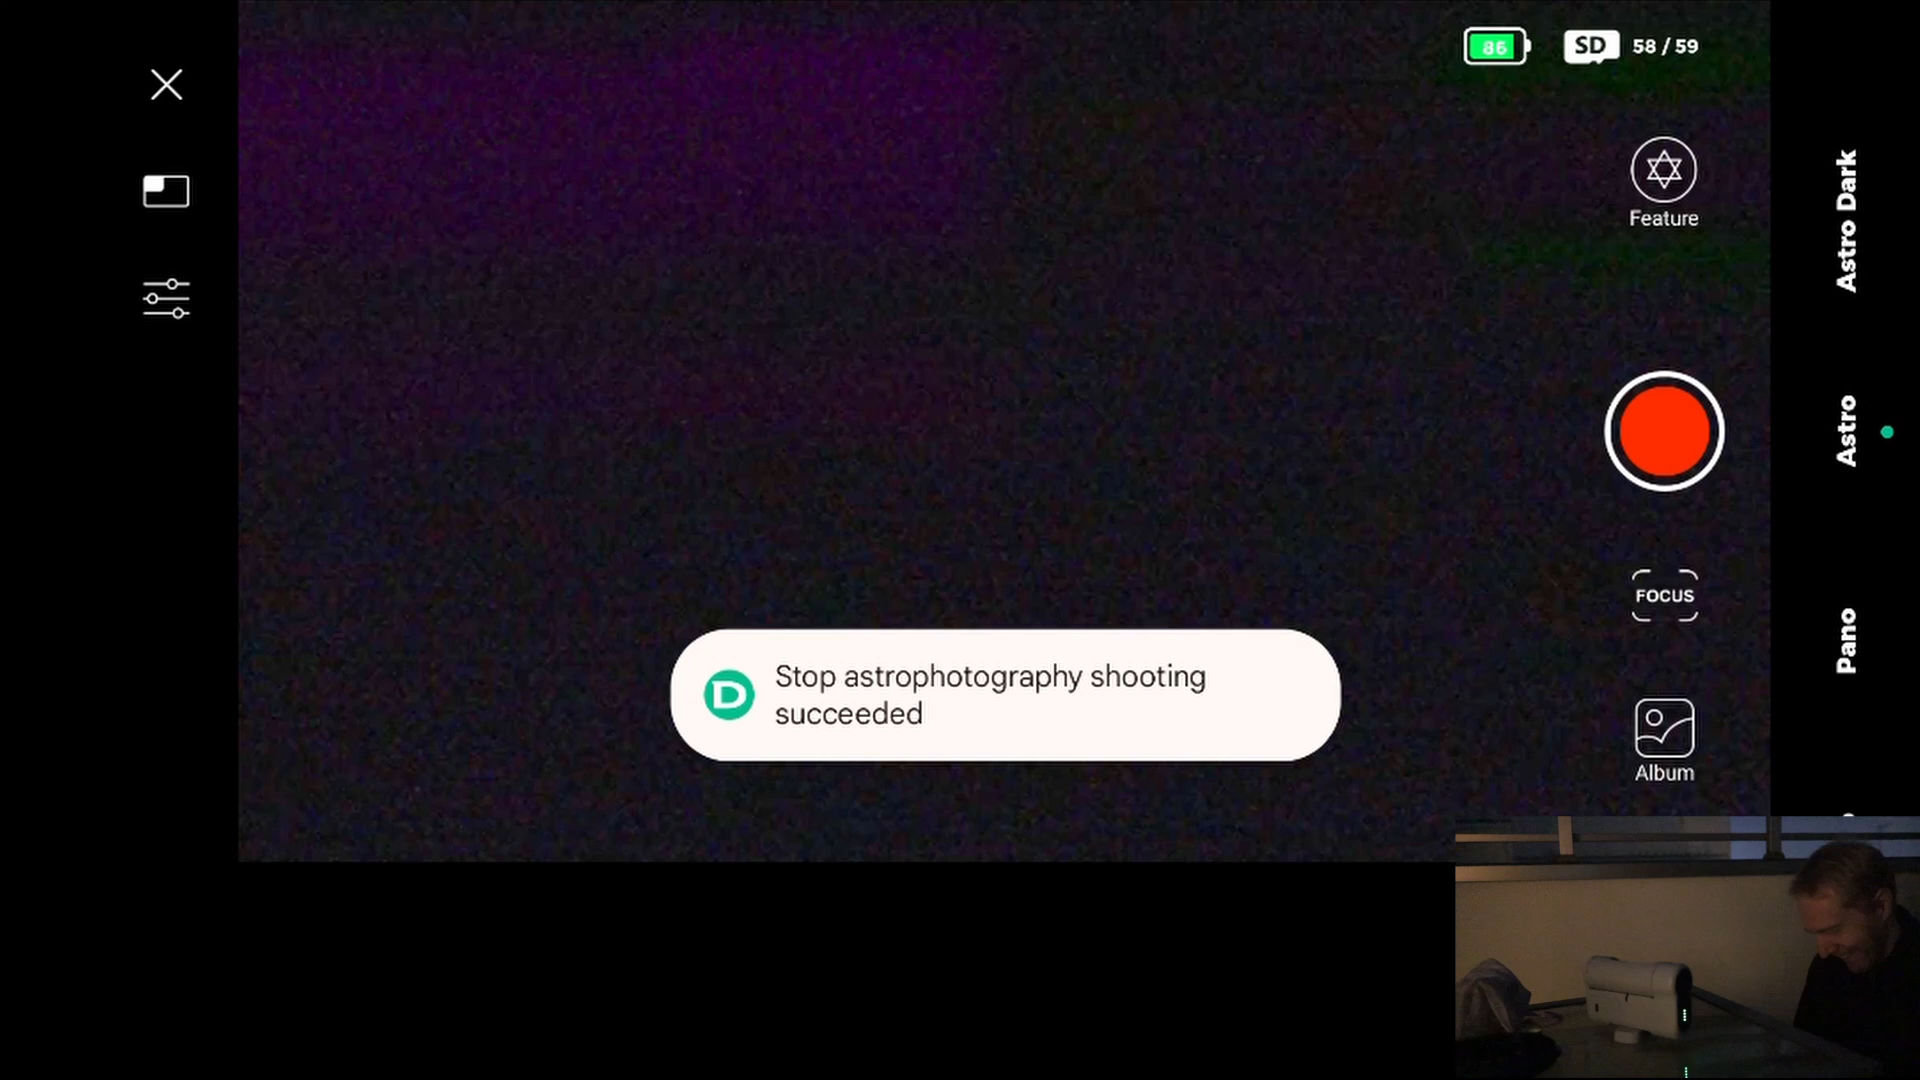 86
SD
58 / 59
Feature
FOCUS
Album
Astro Dark
Astro
Pano
D
Stop astrophotography shooting
succeeded